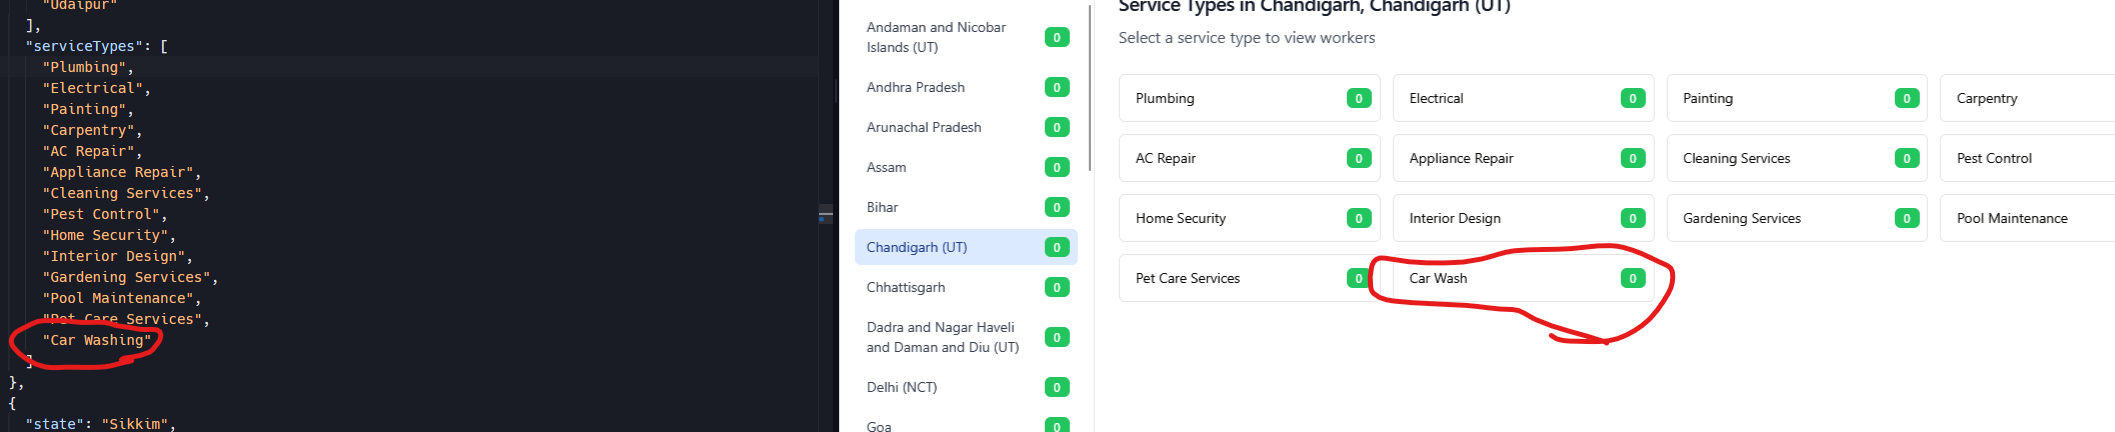 "Udaipur"
],
"serviceTypes": [
"Plumbing",
"Electrical",
"Painting",
"Carpentry",
"AC Repair",
"Appliance Repair",
"Cleaning Services",
"Pest Control",
"Home Security",
"Interior Design",
"Gardening Services",
"Pool Maintenance",
"Pet Care Services",
"Car Washing"
]
},
{
"state": "Sikkim",
Andaman and Nicobar
Islands (UT) 0
Andhra Pradesh 0
Arunachal Pradesh 0
Assam 0
Bihar 0
Chandigarh (UT) 0
Chhattisgarh 0
Dadra and Nagar Haveli
and Daman and Diu (UT) 0
Delhi (NCT) 0
Goa 0
Service Types in Chandigarh, Chandigarh (UT)
Select a service type to view workers
Plumbing 0 Electrical 0 Painting 0 Carpentry
AC Repair 0 Appliance Repair 0 Cleaning Services 0 Pest Control
Home Security 0 Interior Design 0 Gardening Services 0 Pool Maintenance
Pet Care Services 0 Car Wash 0